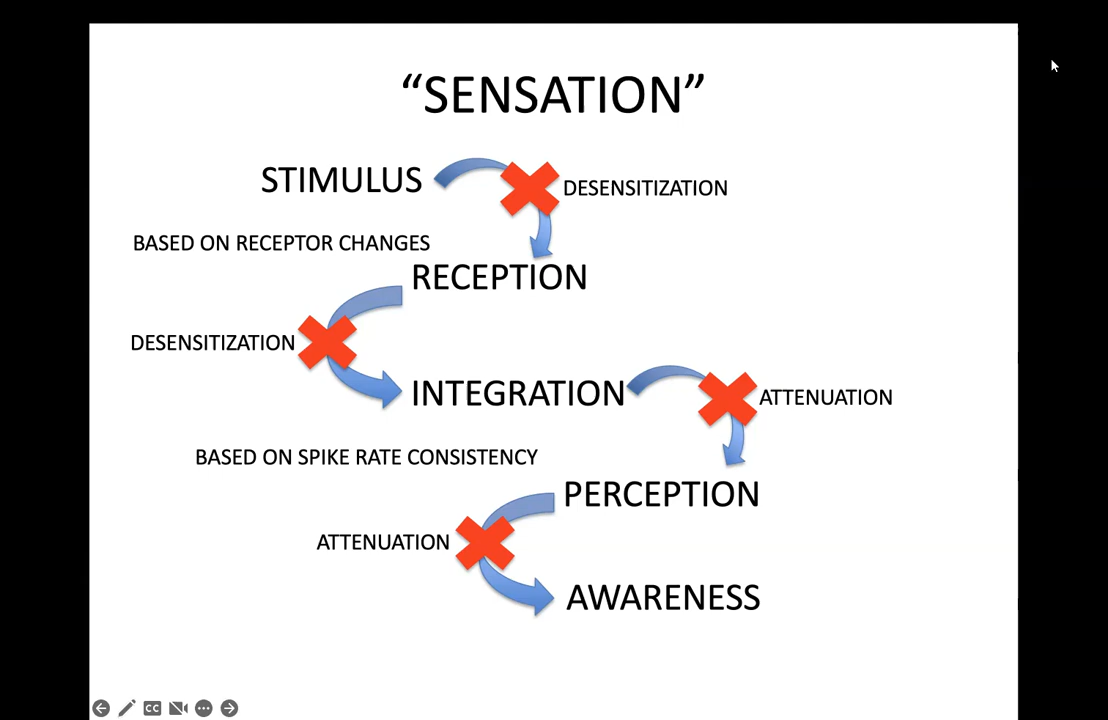 “SENSATION”
STIMULUS
DESENSITIZATION
BASED ON RECEPTOR CHANGES
RECEPTION
DESENSITIZATION
INTEGRATION
ATTENUATION
BASED ON SPIKE RATE CONSISTENCY
PERCEPTION
ATTENUATION
AWARENESS
CC